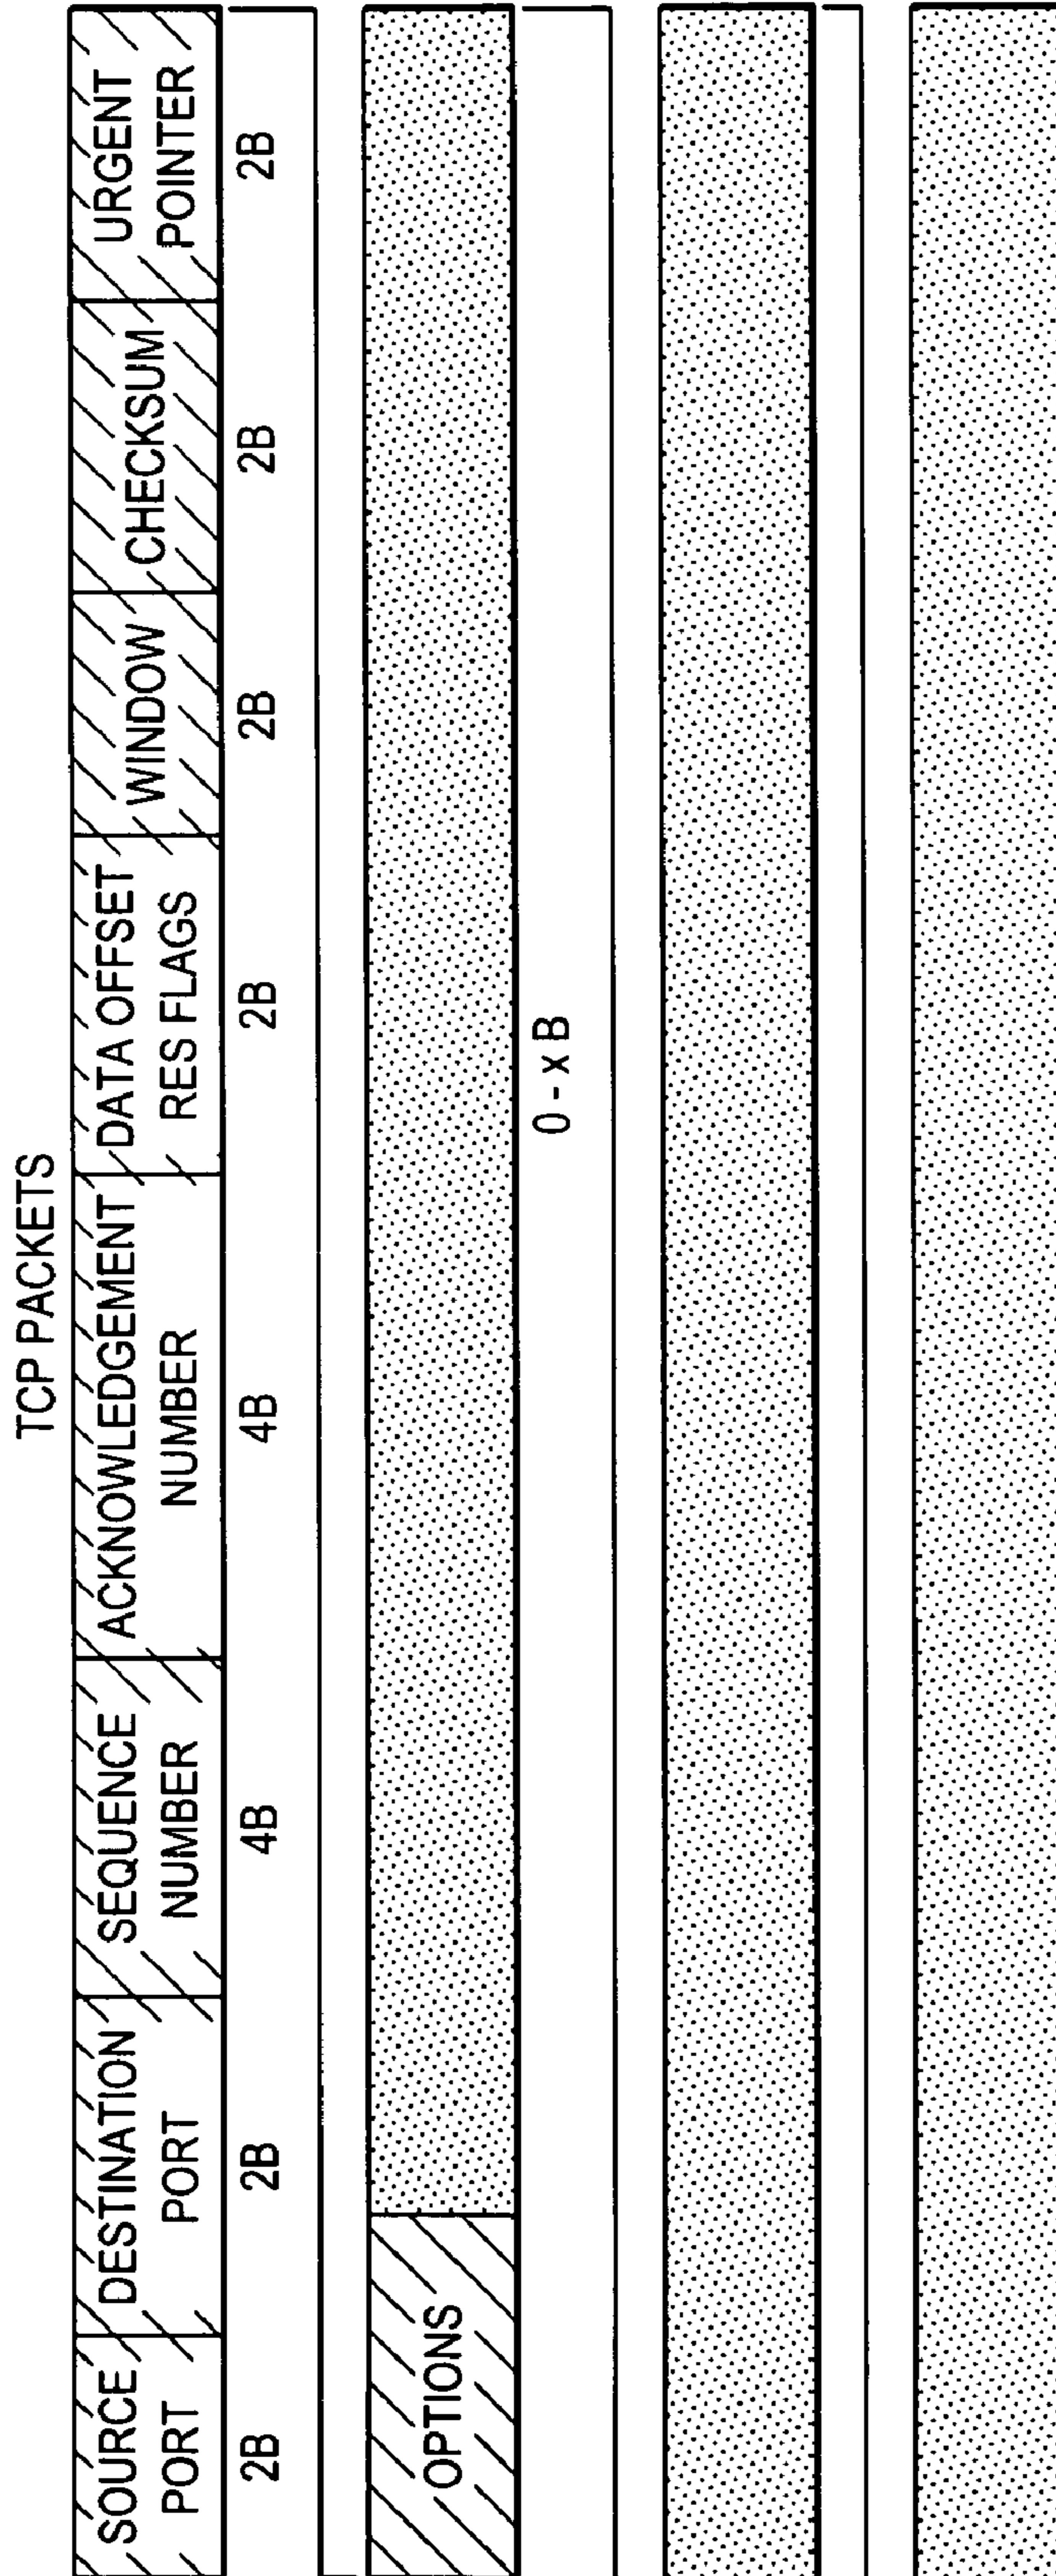 TCP PACKETS
SOURCE PORT
DESTINATION PORT
SEQUENCE NUMBER
ACKNOWLEDGEMENT NUMBER
DATA OFFSET RES FLAGS
WINDOW
CHECKSUM
URGENT POINTER
2B
2B
4B
4B
2B
2B
2B
2B
OPTIONS
0 - x B